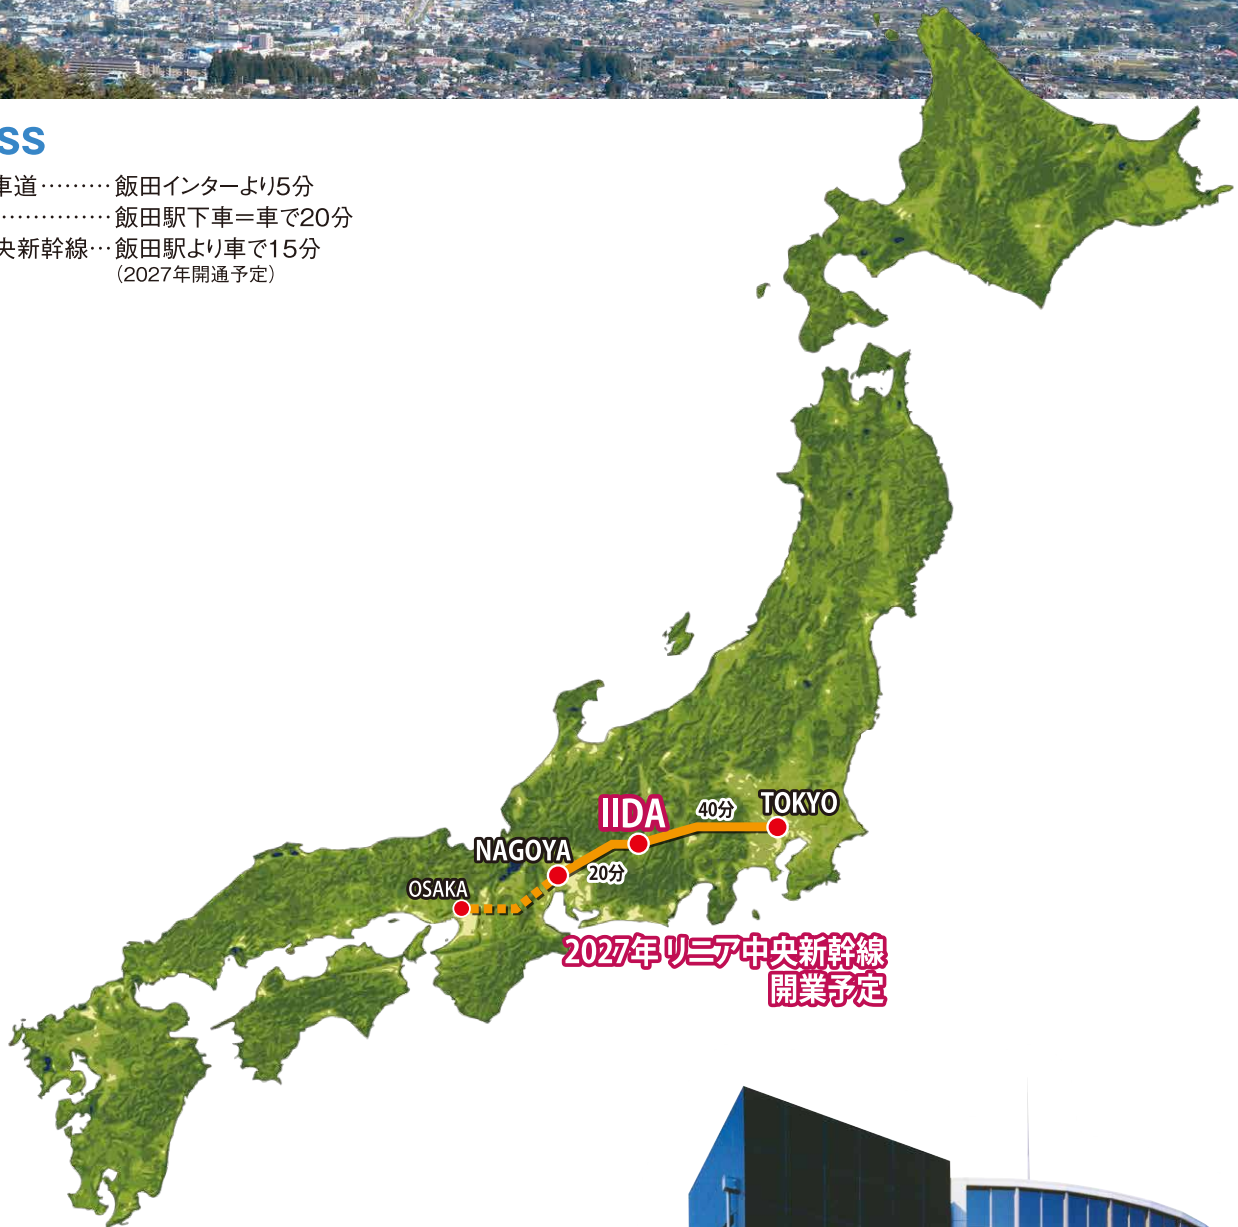 ss
車道………飯田インターより5分
……………飯田駅下車＝車で20分
央新幹線…飯田駅より車で15分
（2027年開通予定）
TOKYO
40分
IIDA
NAGOYA
20分
OSAKA
2027年 リニア中央新幹線
開業予定